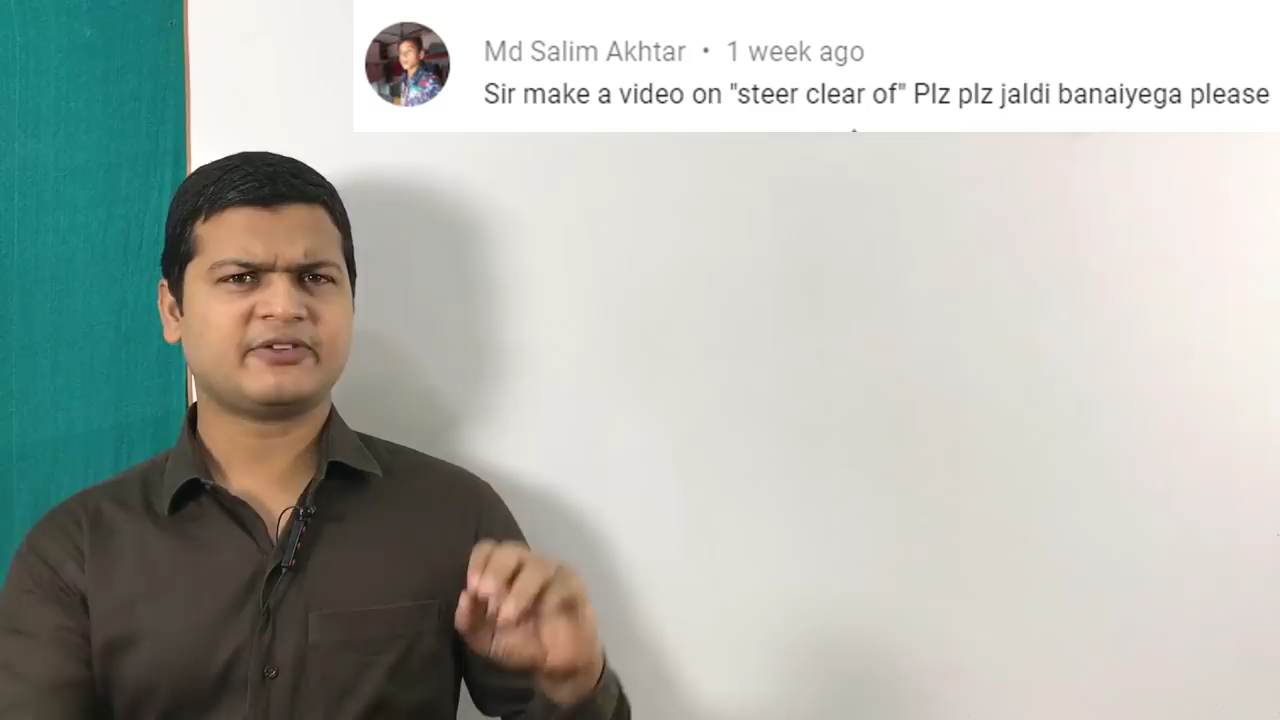 Md Salim Akhtar • 1 week ago
Sir make a video on "steer clear of" Plz plz jaldi banaiyega please